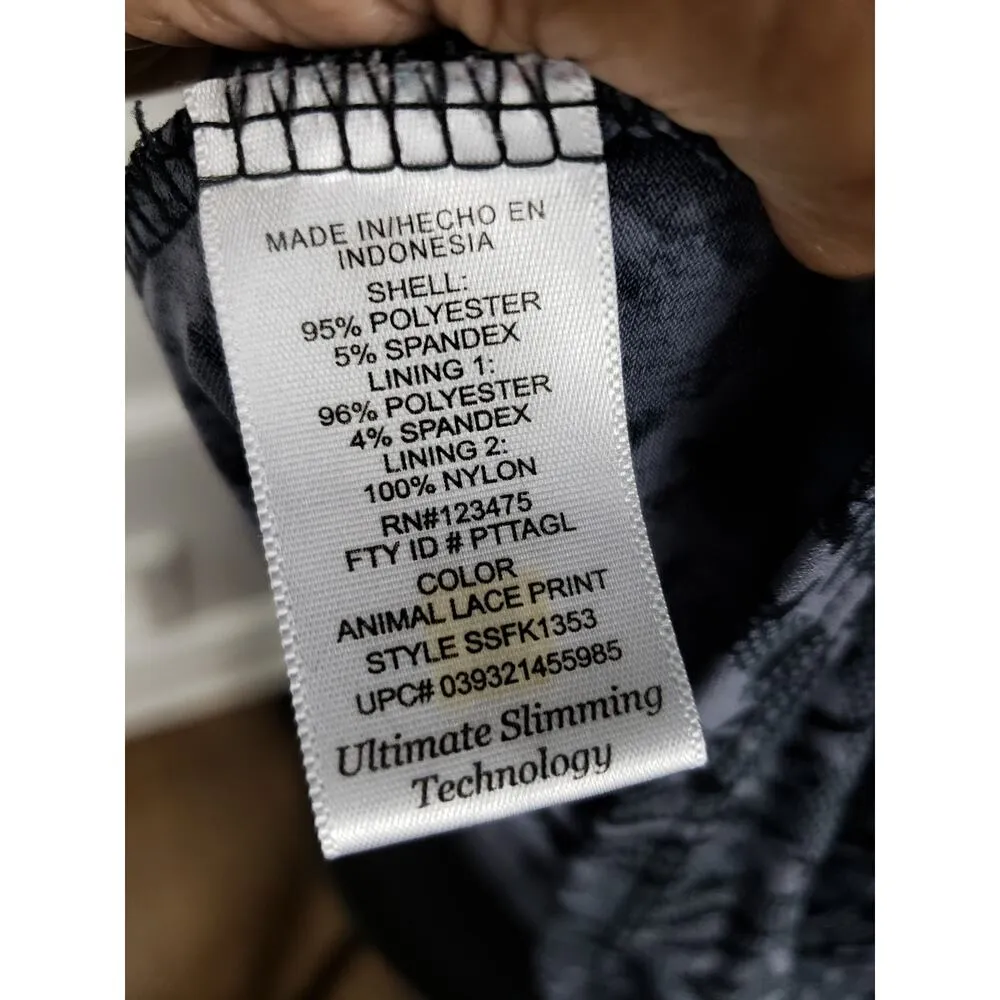 MADE IN/HECHO EN
INDONESIA
SHELL:
95% POLYESTER
5% SPANDEX
LINING 1:
96% POLYESTER
4% SPANDEX
LINING 2:
100% NYLON
RN#123475
FTY ID # PTTAGL
COLOR
ANIMAL LACE PRINT
STYLE SSFK1353
UPC# 039321455985
Ultimate Slimming
Technology